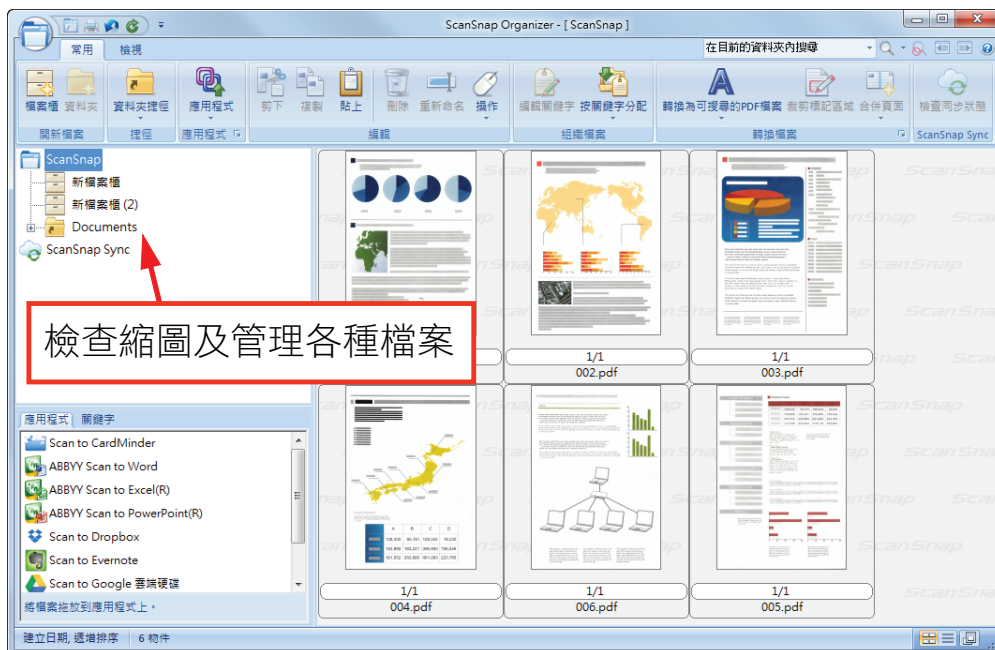 ScanSnap Organizer - [ ScanSnap ]
常用 檢視
在目前的資料夾內搜尋
檔案櫃 資料夾 資料夾捷徑 應用程式 剪下 複製 貼上 刪除 重新命名 操作 編輯關鍵字 按關鍵字分配 轉換為可搜尋的PDF檔案 裁剪標記區域 合併頁面 檢查同步狀態
開新檔案 捷徑 應用程式 編輯 組織檔案 轉換檔案 ScanSnap Sync
ScanSnap
新檔案櫃
新檔案櫃 (2)
Documents
ScanSnap Sync
檢查縮圖及管理各種檔案
1/1
002.pdf
1/1
003.pdf
應用程式 關鍵字
Scan to CardMinder
ABBYY Scan to Word
ABBYY Scan to Excel(R)
ABBYY Scan to PowerPoint(R)
Scan to Dropbox
Scan to Evernote
Scan to Google 雲端硬碟
將檔案拖放到應用程式上。
A B C D
1/1
004.pdf
1/1
006.pdf
1/1
005.pdf
建立日期, 遞增排序 6 物件